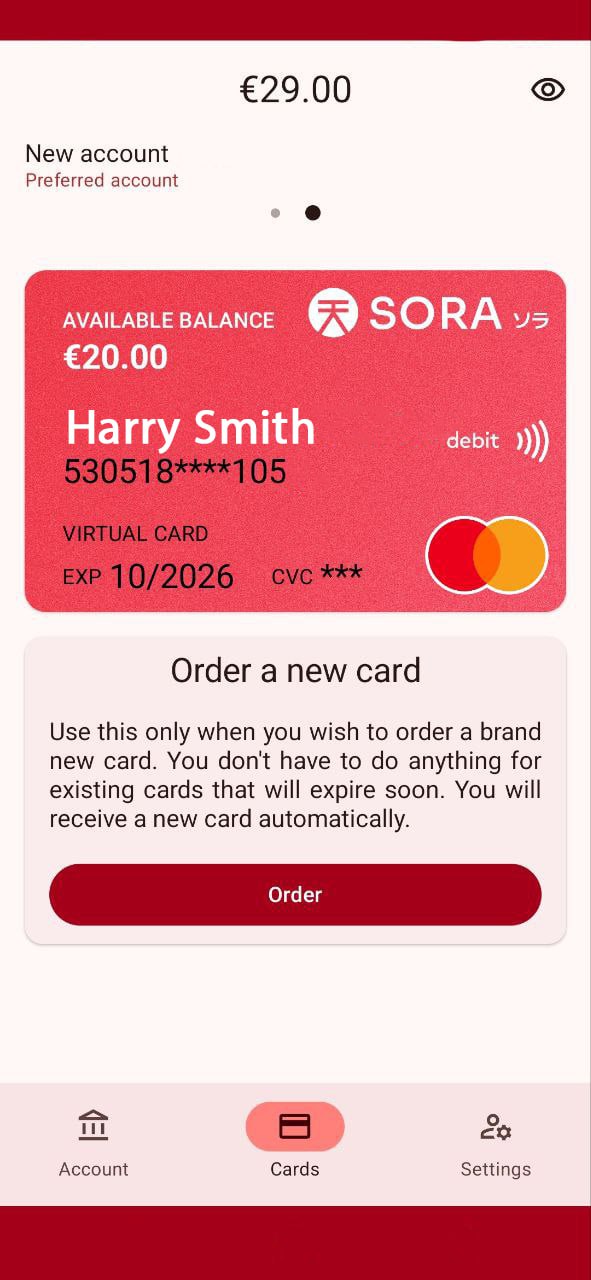 €29.00
New account
Preferred account
AVAILABLE BALANCE
SORA ソラ
€20.00
Harry Smith
debit
530518****105
VIRTUAL CARD
EXP 10/2026 CVC ***
Order a new card
Use this only when you wish to order a brand
new card. You don't have to do anything for
existing cards that will expire soon. You will
receive a new card automatically.
Order
Account
Cards
Settings